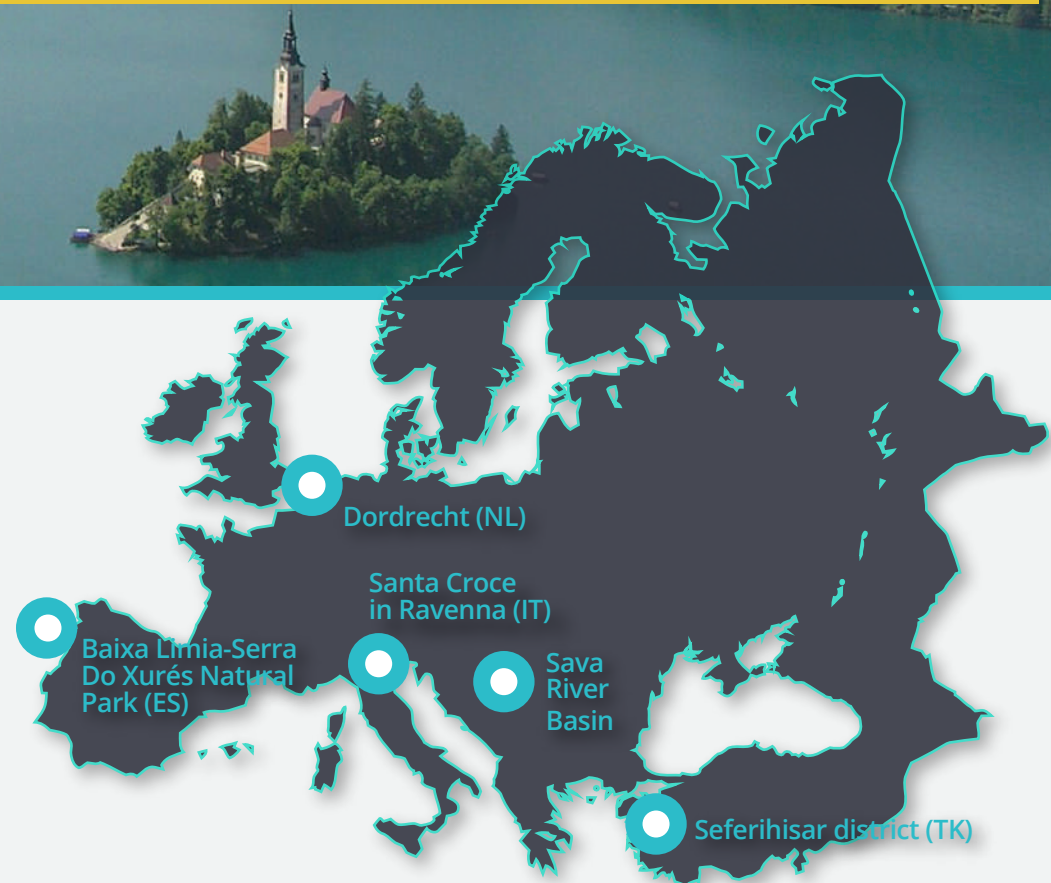 Dordrecht (NL)
Santa Croce
in Ravenna (IT)
Baixa Limia-Serra
Do Xurés Natural
Park (ES)
Sava
River
Basin
Seferihisar district (TK)